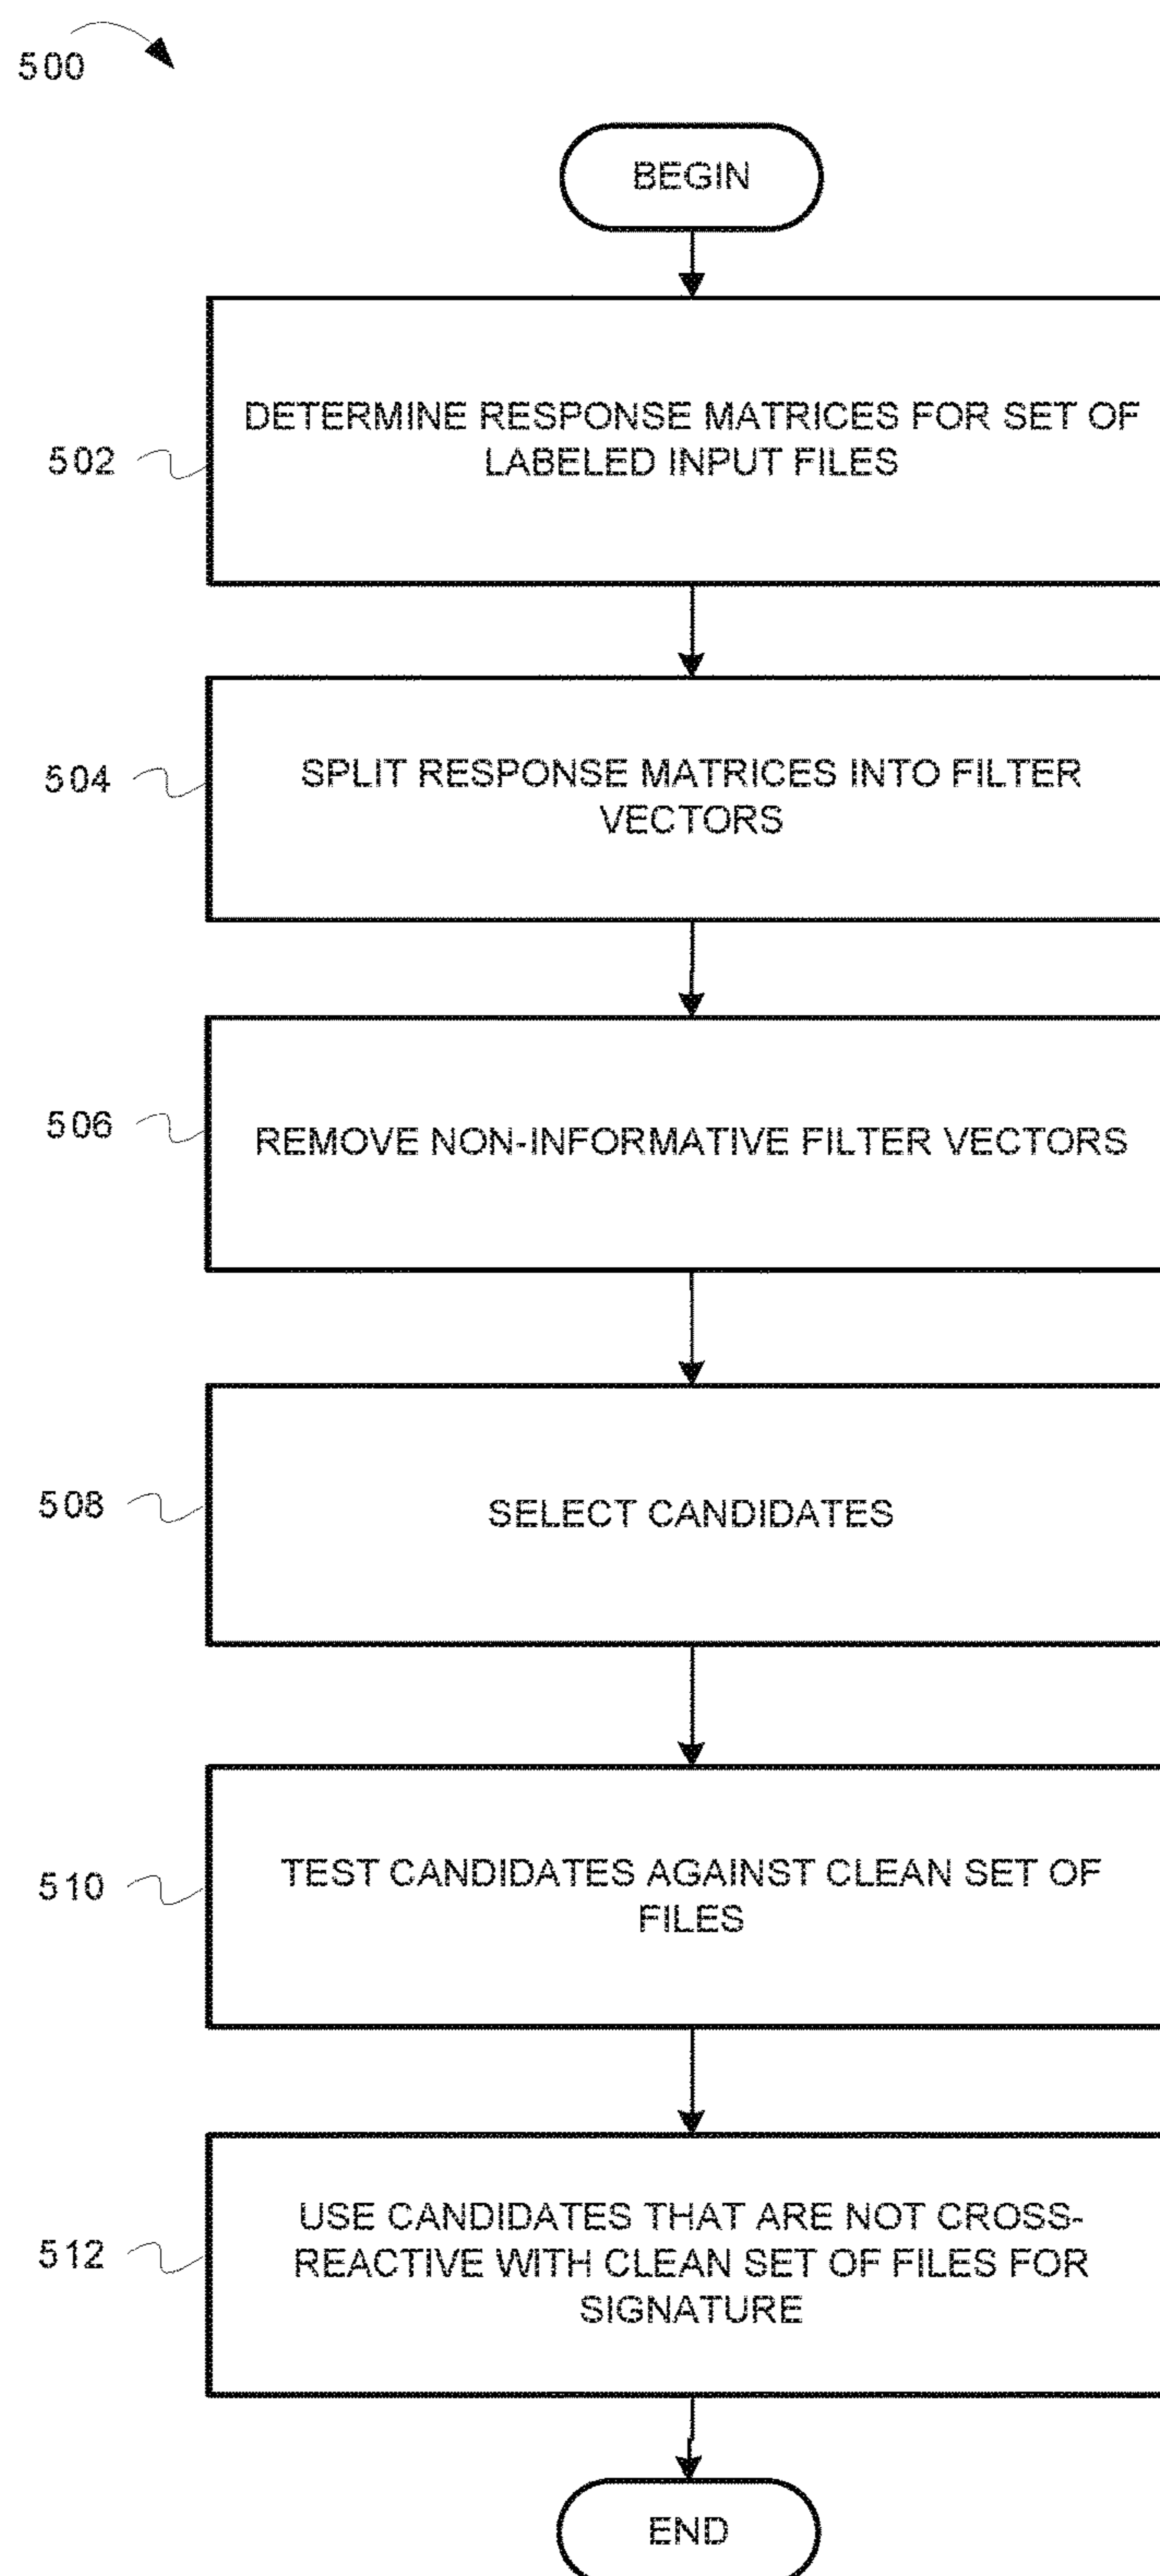 500
BEGIN
DETERMINE RESPONSE MATRICES FOR SET OF
LABELED INPUT FILES
502
SPLIT RESPONSE MATRICES INTO FILTER
VECTORS
504
REMOVE NON-INFORMATIVE FILTER VECTORS
506
SELECT CANDIDATES
508
TEST CANDIDATES AGAINST CLEAN SET OF
FILES
510
USE CANDIDATES THAT ARE NOT CROSS-
REACTIVE WITH CLEAN SET OF FILES FOR
SIGNATURE
512
END